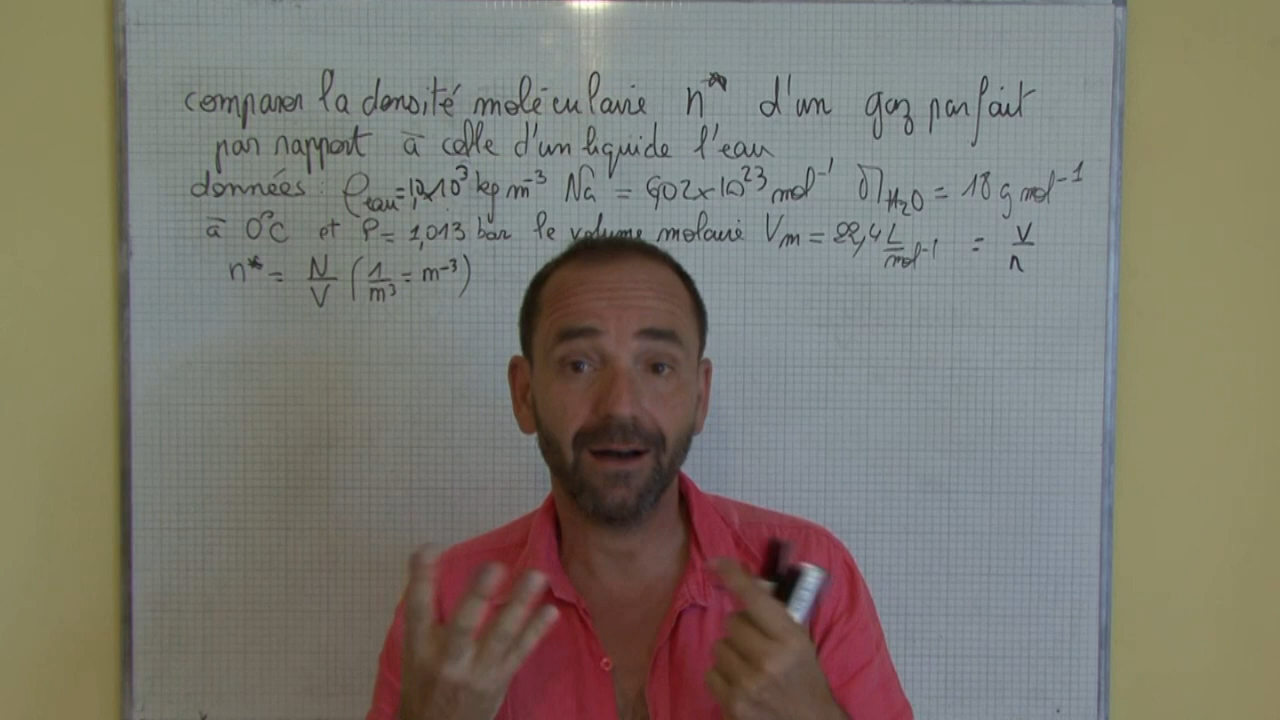 comparer la densité moléculaire n* d'un gaz parfait
par rapport à celle d'un liquide l'eau
données : ρeau = 1,0×10³ kg m⁻³ Na = 6,02×10²³ mol⁻¹ M H₂O = 18 g mol⁻¹
à 0°C et P = 1,013 bar le volume molaire Vm = 22,4 L/mol⁻¹ = V/n
n* = N/V (1/m³ = m⁻³)